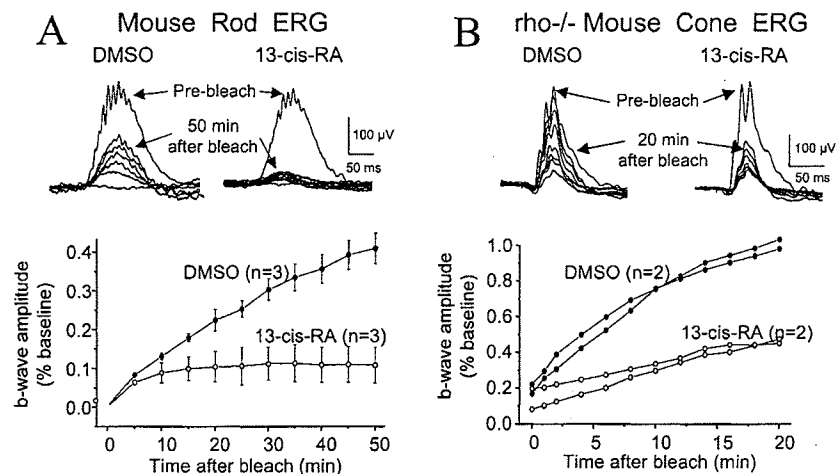 A Mouse Rod ERG
DMSO 13-cis-RA
Pre-bleach
50 min
after bleach
100 µV
50 ms
b-wave amplitude
(% baseline)
0.4
0.3
0.2
0.1
0.0
DMSO (n=3)
13-cis-RA (n=3)
0 10 20 30 40 50
Time after bleach (min)
B rho-/- Mouse Cone ERG
DMSO 13-cis-RA
Pre-bleach
20 min
after bleach
100 µV
50 ms
b-wave amplitude
(% baseline)
1.0
0.8
0.6
0.4
0.2
0.0
DMSO (n=2)
13-cis-RA (n=2)
0 5 10 15 20
Time after bleach (min)